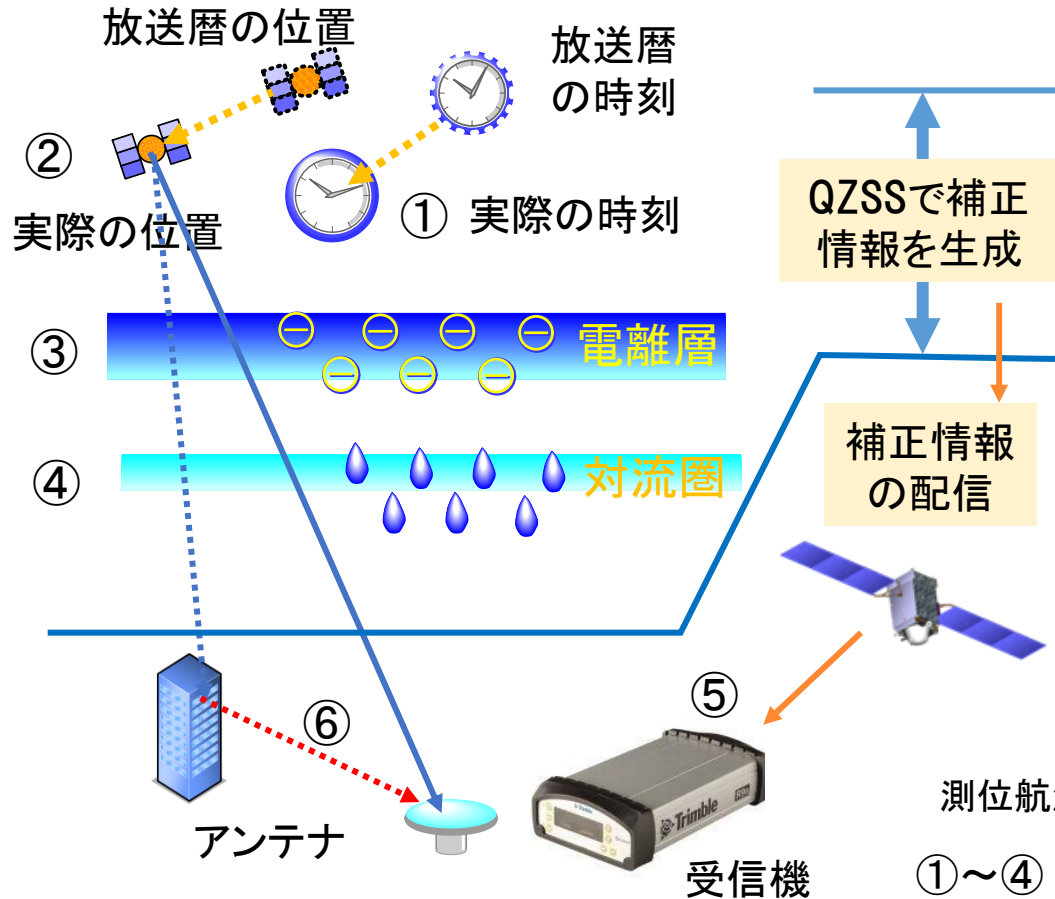 放送暦の位置
放送暦
の時刻
②
実際の位置
① 実際の時刻
QZSSで補正
情報を生成
③
電離層
補正情報
の配信
④
対流圏
⑤
⑥
Trimble
アンテナ
受信機
測位航
①～④